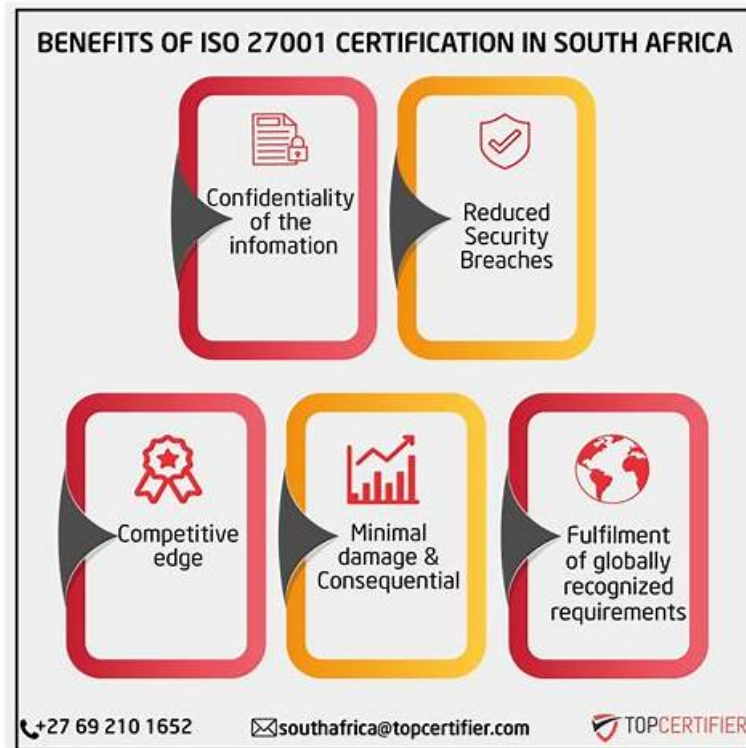 BENEFITS OF ISO 27001 CERTIFICATION IN SOUTH AFRICA
Confidentiality
of the
infomation
Reduced
Security
Breaches
Competitive
edge
Minimal
damage &
Consequential
Fulfilment
of globally
recognized
requirements
+27 69 210 1652
southafrica@topcertifier.com
TOPCERTIFIER